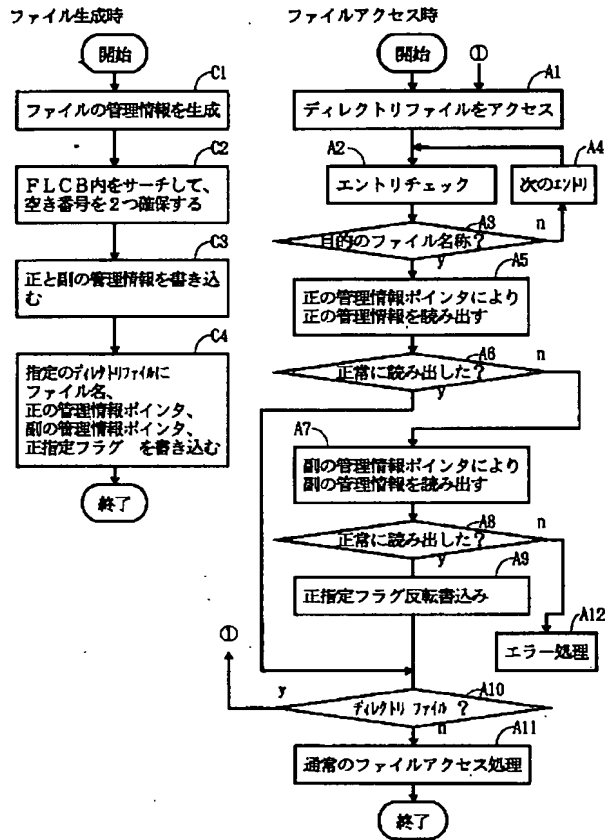 ファイル生成時
開始
C1
ファイルの管理情報を生成
C2
FLCB内をサーチして、
空き番号を2つ確保する
C3
正と副の管理情報を書き込
む
C4
指定のディレクトリファイルに
ファイル名、
正の管理情報ポインタ、
副の管理情報ポインタ、
正指定フラグ を書き込む
終了
ファイルアクセス時
開始
①
A1
ディレクトリファイルをアクセス
A2
エントリチェック
A4
次のエントリ
A3
目的のファイル名称?
n
y
A5
正の管理情報ポインタにより
正の管理情報を読み出す
A6
正常に読み出した?
n
y
A7
副の管理情報ポインタにより
副の管理情報を読み出す
A8
正常に読み出した?
n
y
A9
正指定フラグ反転書込み
A12
エラー処理
①
y
A10
ディレクトリ ファイル ?
n
A11
通常のファイルアクセス処理
終了